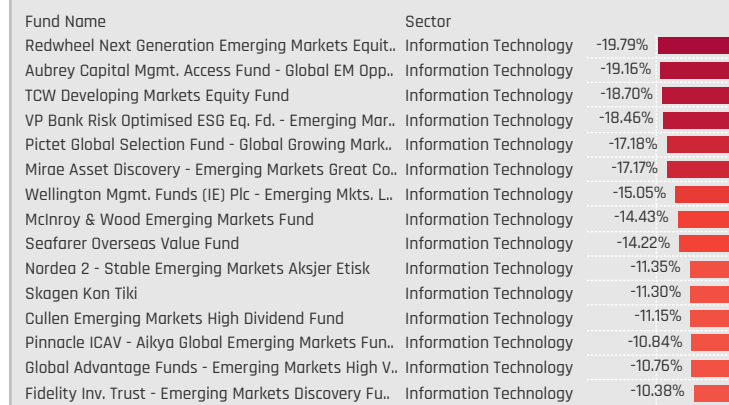 Fund Name Sector
Redwheel Next Generation Emerging Markets Equit.. Information Technology -19.79%
Aubrey Capital Mgmt. Access Fund - Global EM Opp.. Information Technology -19.16%
TCW Developing Markets Equity Fund Information Technology -18.70%
VP Bank Risk Optimised ESG Eq. Fd. - Emerging Mar.. Information Technology -18.46%
Pictet Global Selection Fund - Global Growing Mark.. Information Technology -17.18%
Mirae Asset Discovery - Emerging Markets Great Co.. Information Technology -17.17%
Wellington Mgmt. Funds (IE) Plc - Emerging Mkts. L.. Information Technology -15.05%
McInroy & Wood Emerging Markets Fund Information Technology -14.43%
Seafarer Overseas Value Fund Information Technology -14.22%
Nordea 2 - Stable Emerging Markets Aksjer Etisk Information Technology -11.35%
Skagen Kon Tiki Information Technology -11.30%
Cullen Emerging Markets High Dividend Fund Information Technology -11.15%
Pinnacle ICAV - Aikya Global Emerging Markets Fun.. Information Technology -10.84%
Global Advantage Funds - Emerging Markets High V.. Information Technology -10.76%
Fidelity Inv. Trust - Emerging Markets Discovery Fu.. Information Technology -10.38%